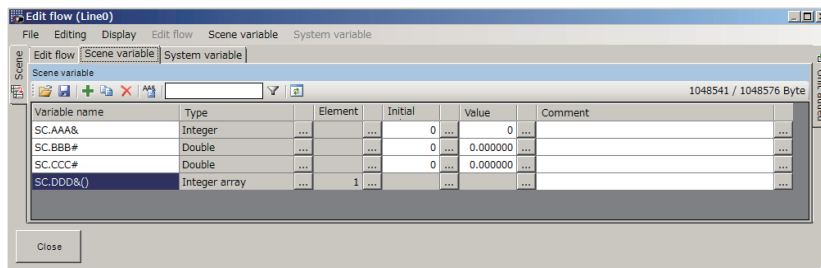 Edit flow (Line0)
File Editing Display Edit flow Scene variable System variable
Scene
Edit flow Scene variable System variable
Scene variable
1048541 / 1048576 Byte
Variable name Type Element Initial Value Comment
SC.AAA& Integer ... ... 0 ... 0 ... ...
SC.BBB# Double ... ... 0 ... 0.000000 ... ...
SC.CCC# Double ... ... 0 ... 0.000000 ... ...
SC.DDD&() Integer array ... 1 ... ... ... ...
Close